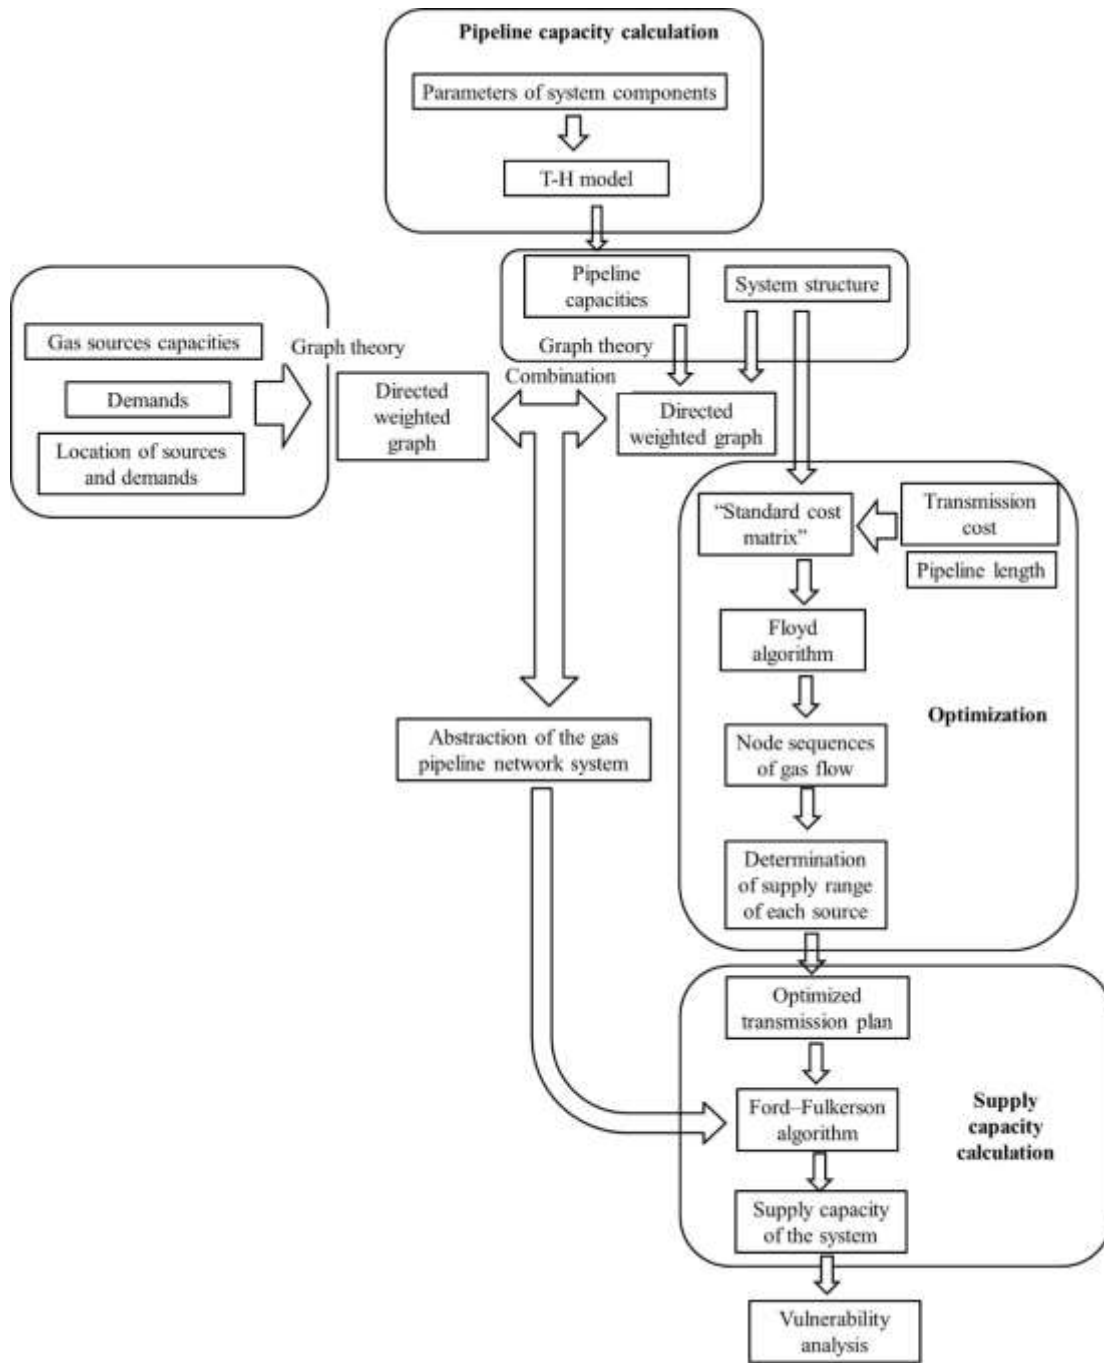 Pipeline capacity calculation
Parameters of system components
T-H model
Pipeline
capacities
System structure
Graph theory
Gas sources capacities
Demands
Location of sources
and demands
Graph theory
Directed
weighted
graph
Combination
Directed
weighted graph
“Standard cost
matrix”
Transmission
cost
Pipeline length
Floyd
algorithm
Optimization
Node sequences
of gas flow
Determination
of supply range
of each source
Abstraction of the gas
pipeline network system
Optimized
transmission plan
Ford–Fulkerson
algorithm
Supply
capacity
calculation
Supply capacity
of the system
Vulnerability
analysis